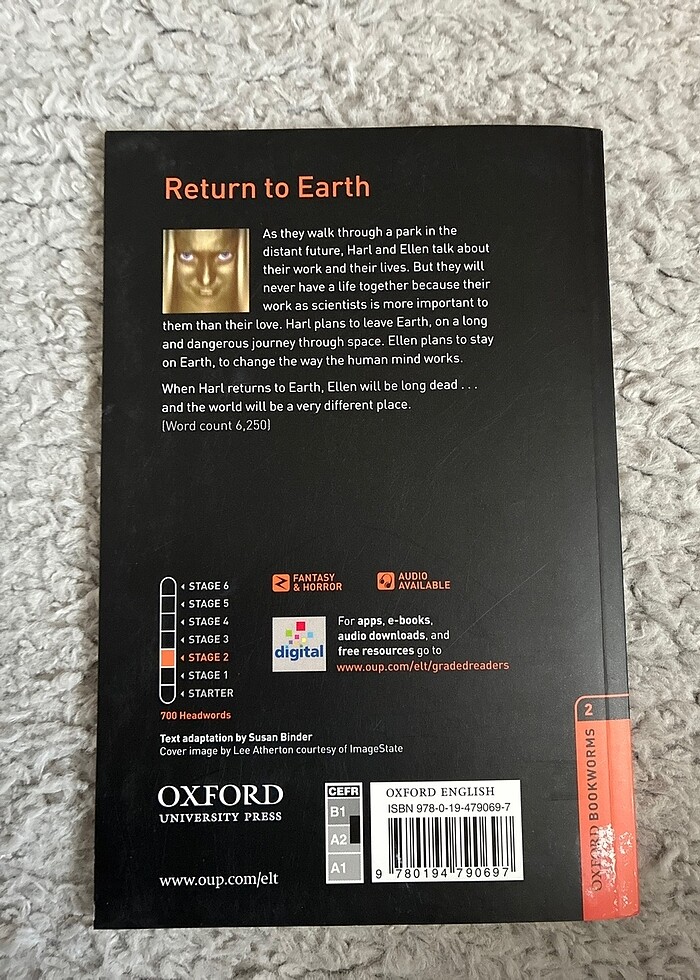 Return to Earth
As they walk through a park in the
distant future, Harl and Ellen talk about
their work and their lives. But they will
never have a life together because their
work as scientists is more important to
them than their love. Harl plans to leave Earth, on a long
and dangerous journey through space. Ellen plans to stay
on Earth, to change the way the human mind works.
When Harl returns to Earth, Ellen will be long dead . . .
and the world will be a very different place.
(Word count 6,250)
STAGE 6
STAGE 5
STAGE 4
STAGE 3
STAGE 2
STAGE 1
STARTER
700 Headwords
FANTASY
& HORROR
AUDIO
AVAILABLE
digital
For apps, e-books,
audio downloads, and
free resources go to
www.oup.com/elt/gradedreaders
Text adaptation by Susan Binder
Cover image by Lee Atherton courtesy of ImageState
OXFORD
UNIVERSITY PRESS
www.oup.com/elt
CEFR
B1
A2
A1
OXFORD ENGLISH
ISBN 978-0-19-479069-7
9 780194 790697
2
OXFORD BOOKWORMS